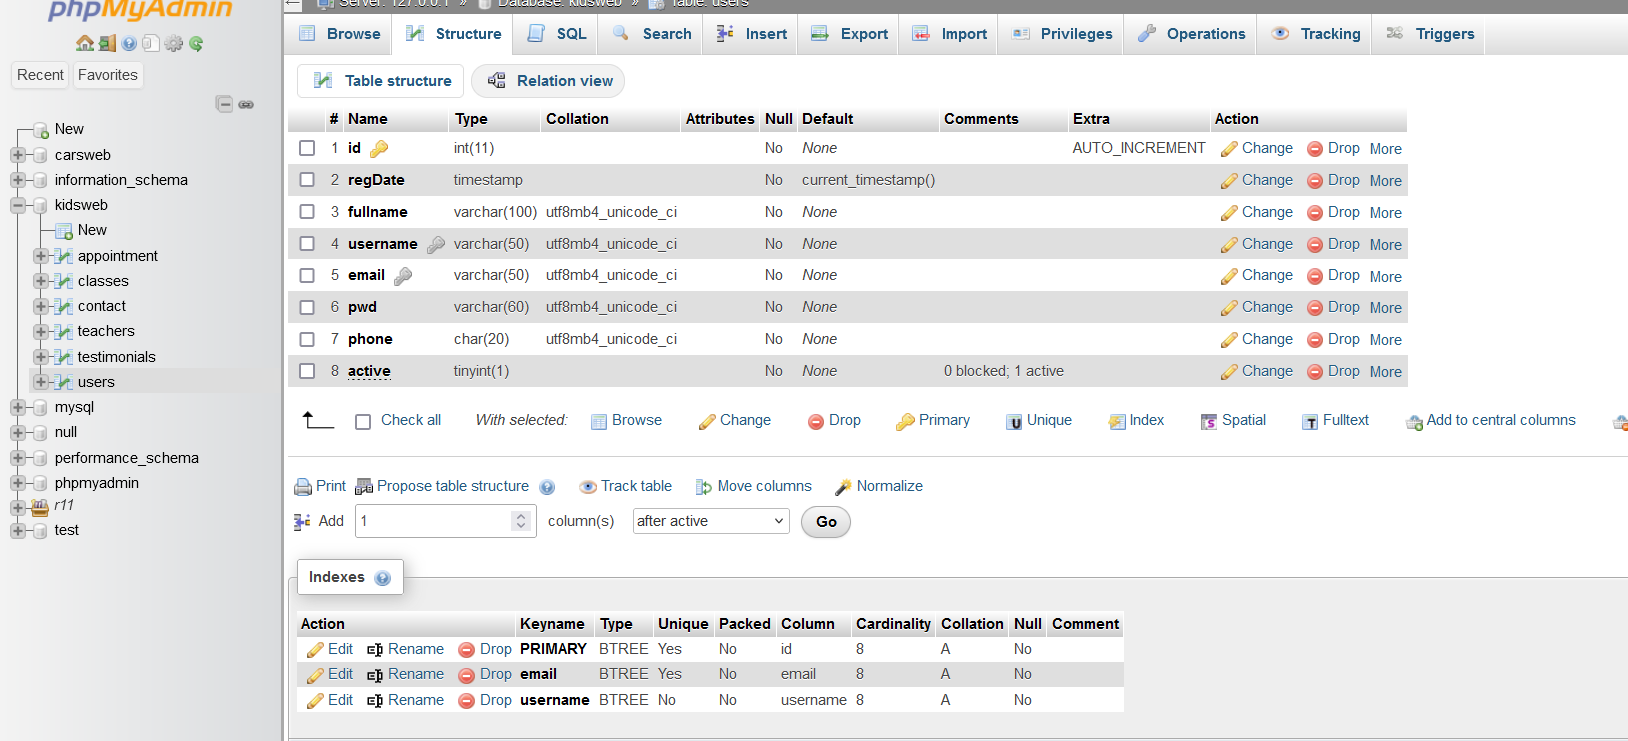 phpMyAdmin
Recent Favorites
New
carsweb
information_schema
kidsweb
New
appointment
classes
contact
teachers
testimonials
users
mysql
null
performance_schema
phpmyadmin
r11
test
Server: 127.0.0.1 » Database: kidsweb » Table: users
Browse Structure SQL Search Insert Export Import Privileges Operations Tracking Triggers
Table structure Relation view
# Name Type Collation Attributes Null Default Comments Extra Action
1 id int(11) No None AUTO_INCREMENT Change Drop More
2 regDate timestamp No current_timestamp() Change Drop More
3 fullname varchar(100) utf8mb4_unicode_ci No None Change Drop More
4 username varchar(50) utf8mb4_unicode_ci No None Change Drop More
5 email varchar(50) utf8mb4_unicode_ci No None Change Drop More
6 pwd varchar(60) utf8mb4_unicode_ci No None Change Drop More
7 phone char(20) utf8mb4_unicode_ci No None Change Drop More
8 active tinyint(1) No None 0 blocked; 1 active Change Drop More
Check all With selected: Browse Change Drop Primary Unique Index Spatial Fulltext Add to central columns
Print Propose table structure Track table Move columns Normalize
Add 1 column(s) after active Go
Indexes
Action Keyname Type Unique Packed Column Cardinality Collation Null Comment
Edit Rename Drop PRIMARY BTREE Yes No id 8 A No
Edit Rename Drop email BTREE Yes No email 8 A No
Edit Rename Drop username BTREE No No username 8 A No